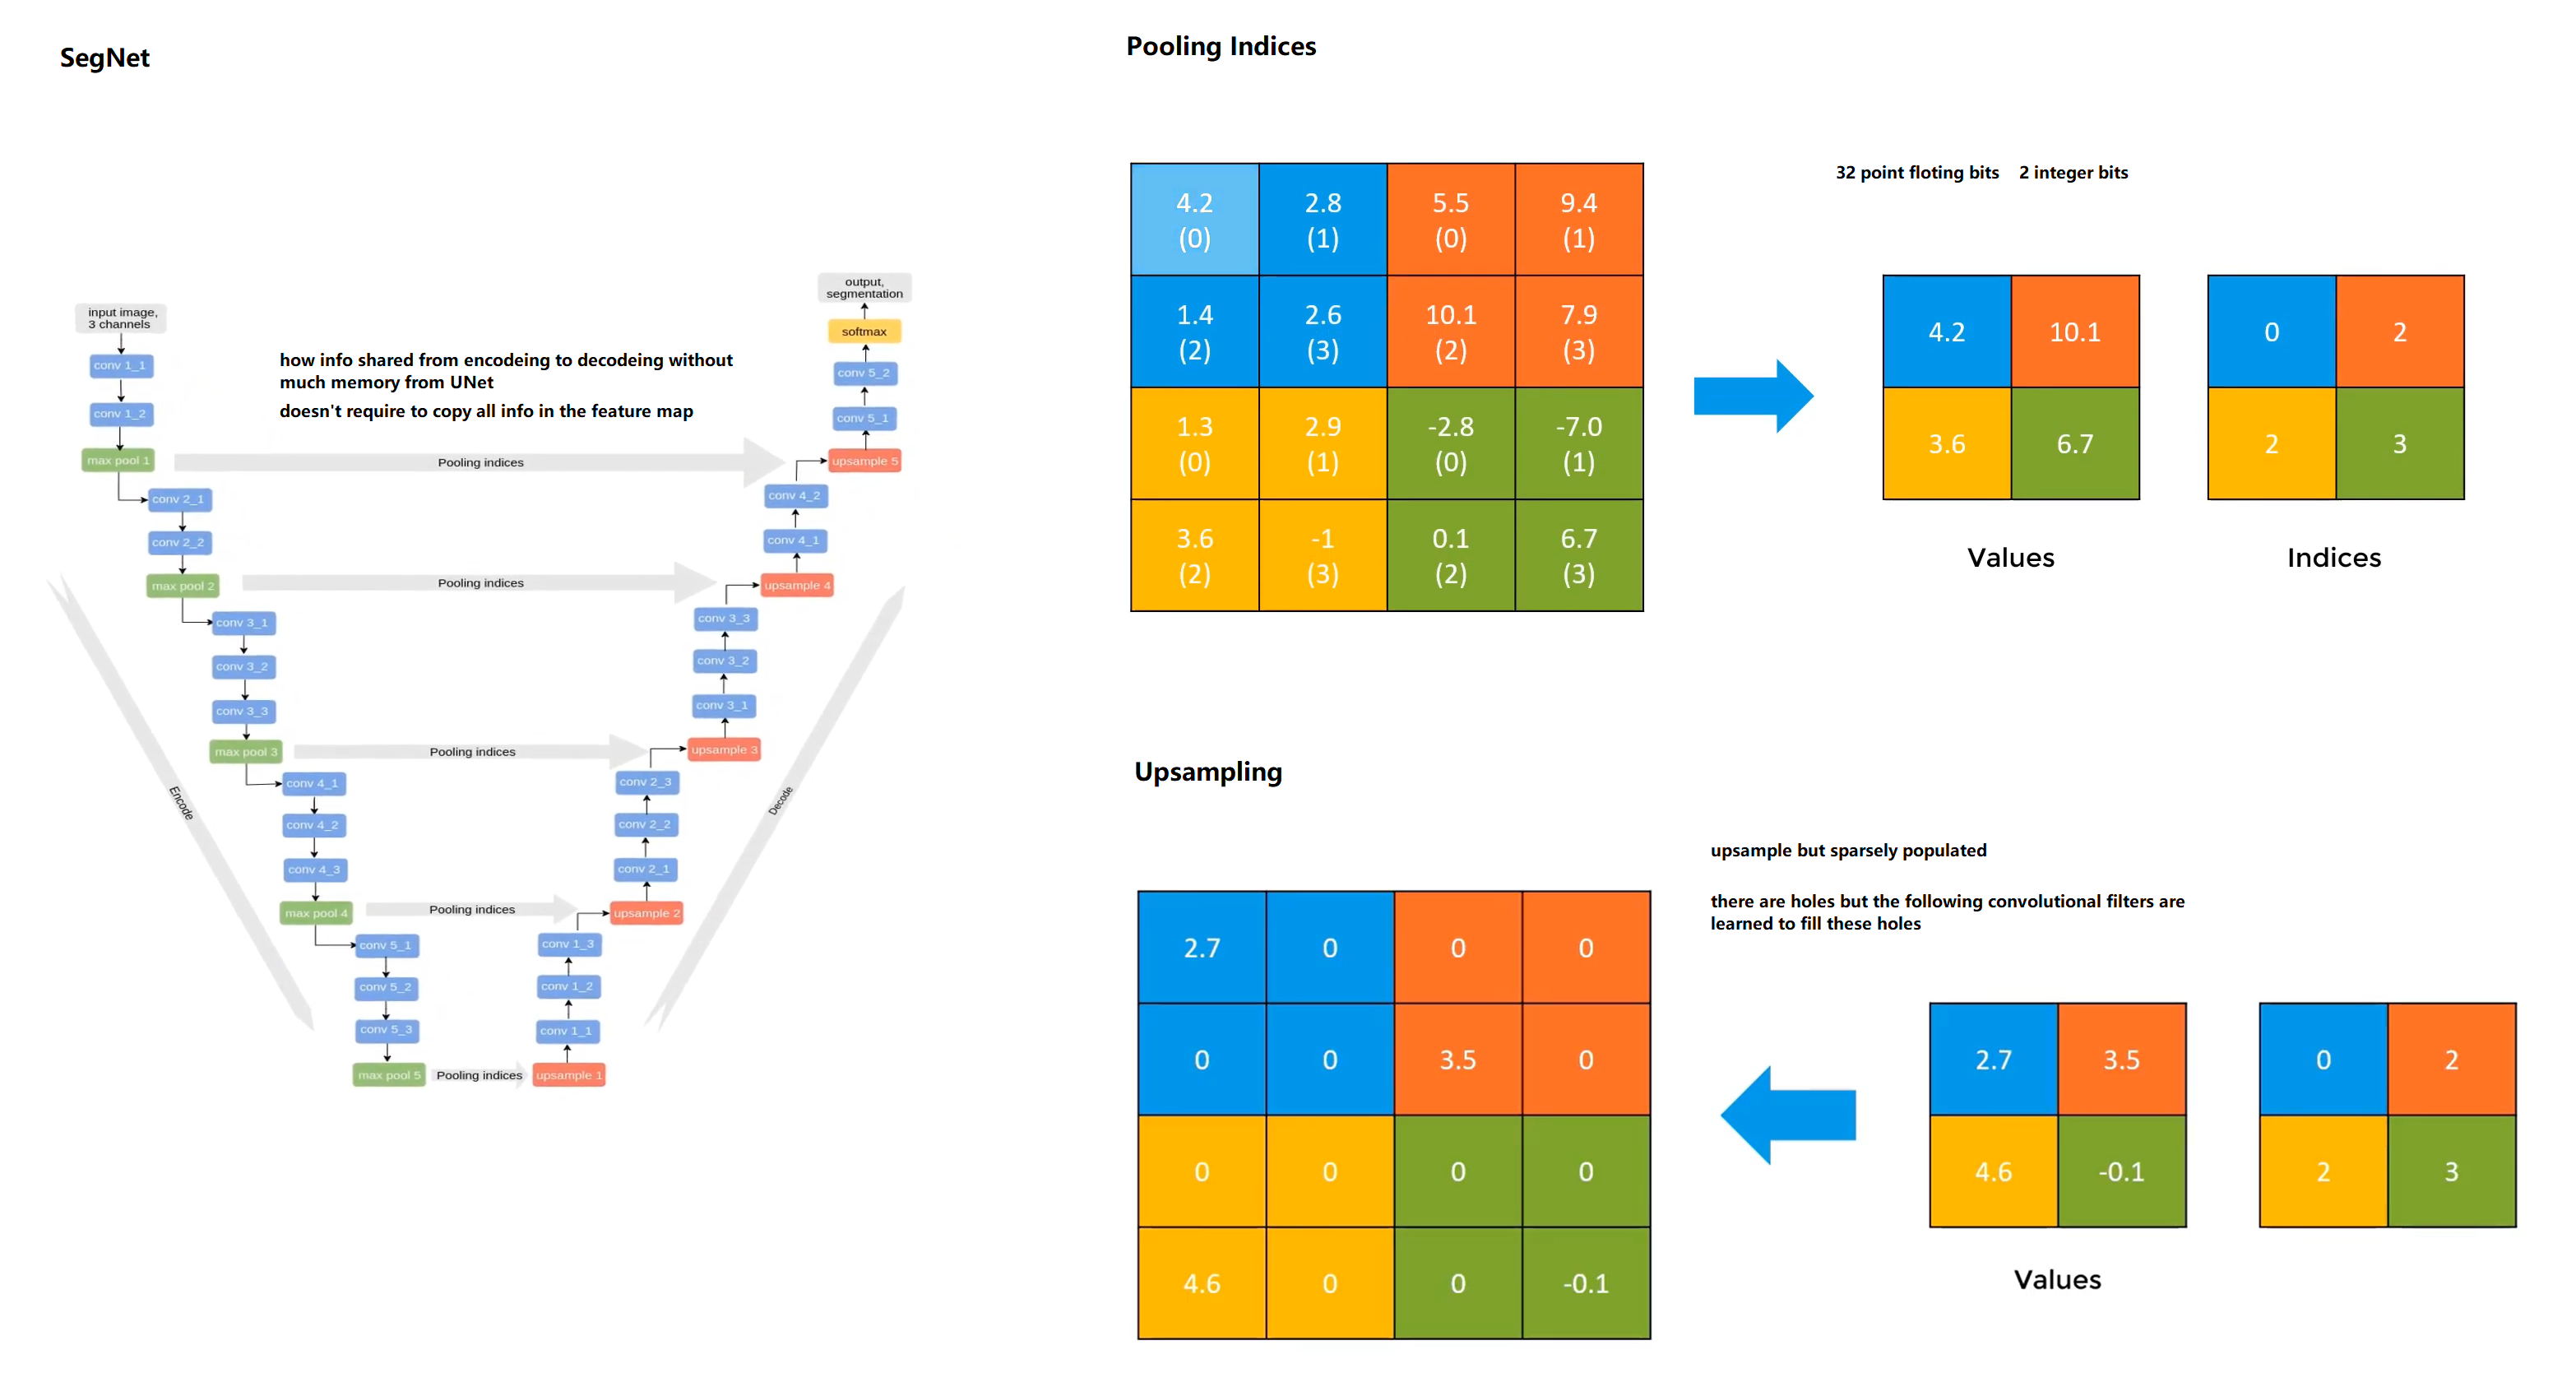 SegNet
input image,
3 channels
conv 1_1
conv 1_2
max pool 1
conv 2_1
conv 2_2
max pool 2
conv 3_1
conv 3_2
conv 3_3
max pool 3
conv 4_1
conv 4_2
conv 4_3
max pool 4
conv 5_1
conv 5_2
conv 5_3
max pool 5
Encode
how info shared from encodeing to decodeing without
much memory from UNet
doesn't require to copy all info in the feature map
Pooling indices
Pooling indices
Pooling indices
Pooling indices
Pooling indices
output,
segmentation
softmax
conv 5_2
conv 5_1
upsample 5
conv 4_2
conv 4_1
upsample 4
conv 3_3
conv 3_2
conv 3_1
upsample 3
conv 2_3
conv 2_2
conv 2_1
upsample 2
conv 1_3
conv 1_2
conv 1_1
upsample 1
Decode
Pooling Indices
4.2 2.8 5.5 9.4
(0) (1) (0) (1)
1.4 2.6 10.1 7.9
(2) (3) (2) (3)
1.3 2.9 -2.8 -7.0
(0) (1) (0) (1)
3.6 -1 0.1 6.7
(2) (3) (2) (3)
32 point floting bits 2 integer bits
4.2 10.1 0 2
3.6 6.7 2 3
Values Indices
Upsampling
upsample but sparsely populated
there are holes but the following convolutional filters are
learned to fill these holes
2.7 0 0 0
0 0 3.5 0
0 0 0 0
4.6 0 0 -0.1
2.7 3.5 0 2
4.6 -0.1 2 3
Values